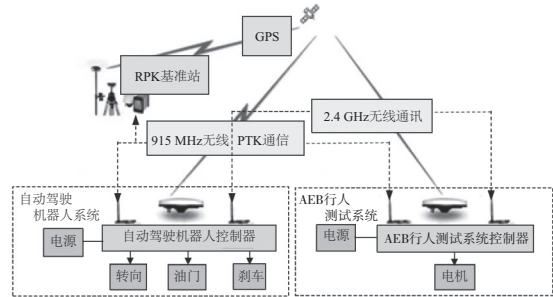 GPS
RPK基准站
2.4 GHz无线通讯
915 MHz无线 PTK通信
自动驾驶
机器人系统
电源
自动驾驶机器人控制器
转向
油门
刹车
AEB行人
测试系统
电源
AEB行人测试系统控制器
电机